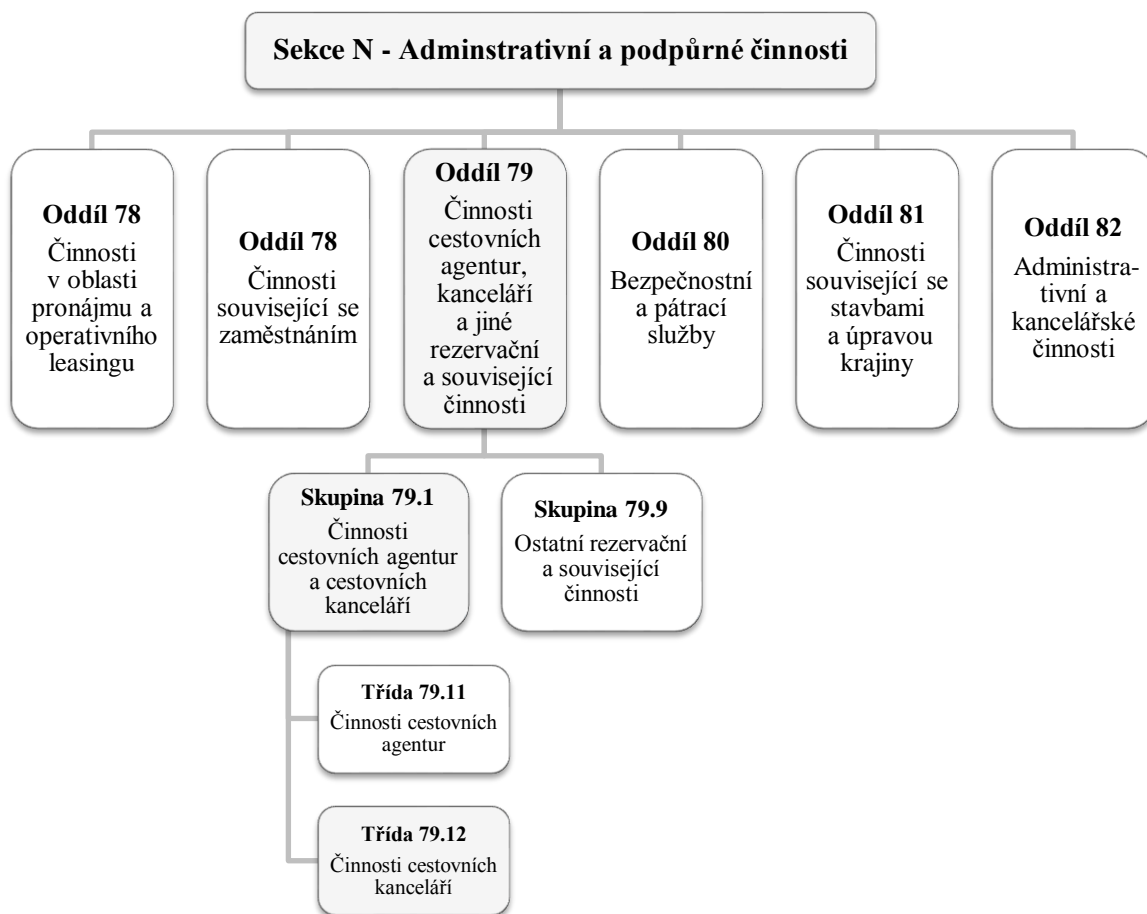 Sekce N - Adminstrativní a podpůrné činnosti
Oddíl 78
Činnosti
v oblasti
pronájmu a
operativního
leasingu
Oddíl 78
Činnosti
související se
zaměstnáním
Oddíl 79
Činnosti
cestovních
agentur,
kanceláří
a jiné
rezervační
a související
činnosti
Oddíl 80
Bezpečnostní
a pátrací
služby
Oddíl 81
Činnosti
související se
stavbami
a úpravou
krajiny
Oddíl 82
Administra-
tivní a
kancelářské
činnosti
Skupina 79.1
Činnosti
cestovních agentur
a cestovních
kanceláří
Skupina 79.9
Ostatní rezervační
a související
činnosti
Třída 79.11
Činnosti cestovních
agentur
Třída 79.12
Činnosti cestovních
kanceláří